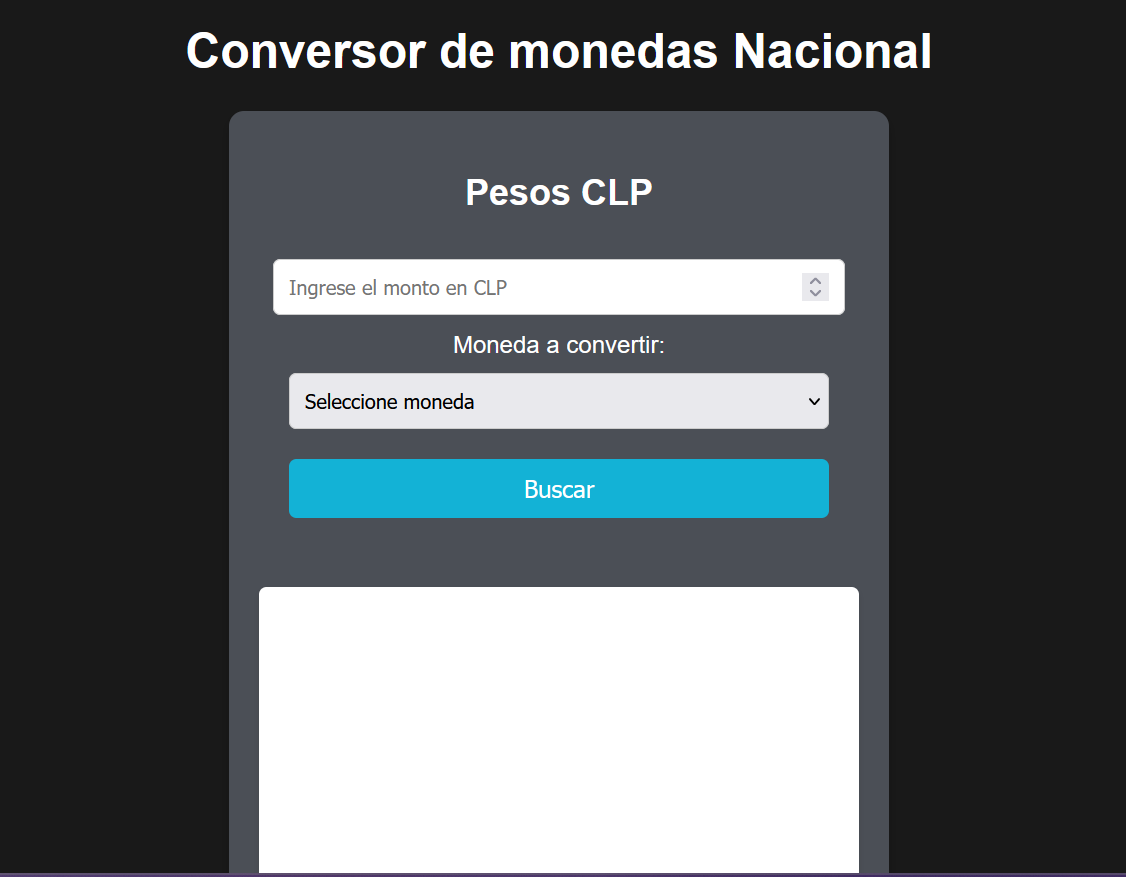 Conversor de monedas Nacional
Pesos CLP
Ingrese el monto en CLP
Moneda a convertir:
Seleccione moneda
Buscar